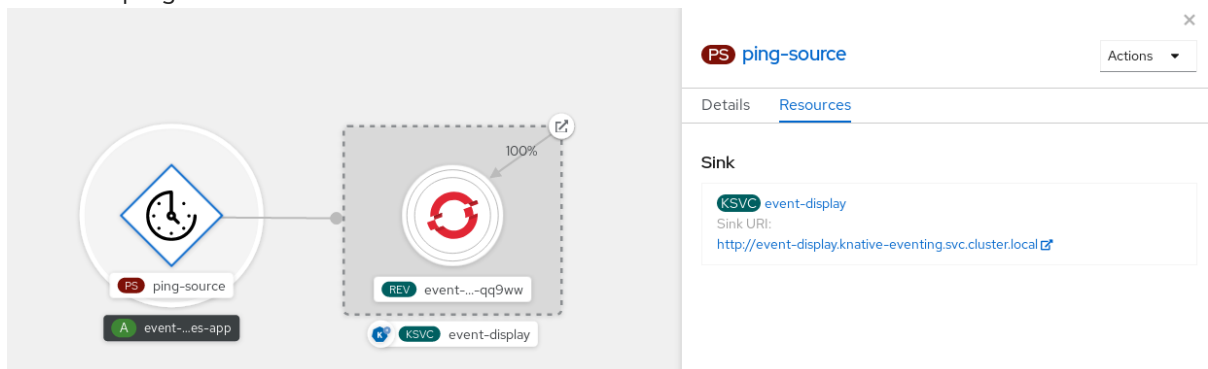 100%
PS ping-source
A event-...es-app
REV event-...-qq9ww
KSVC event-display
PS ping-source
Actions
Details Resources
Sink
KSVC event-display
Sink URI:
http://event-display.knative-eventing.svc.cluster.local